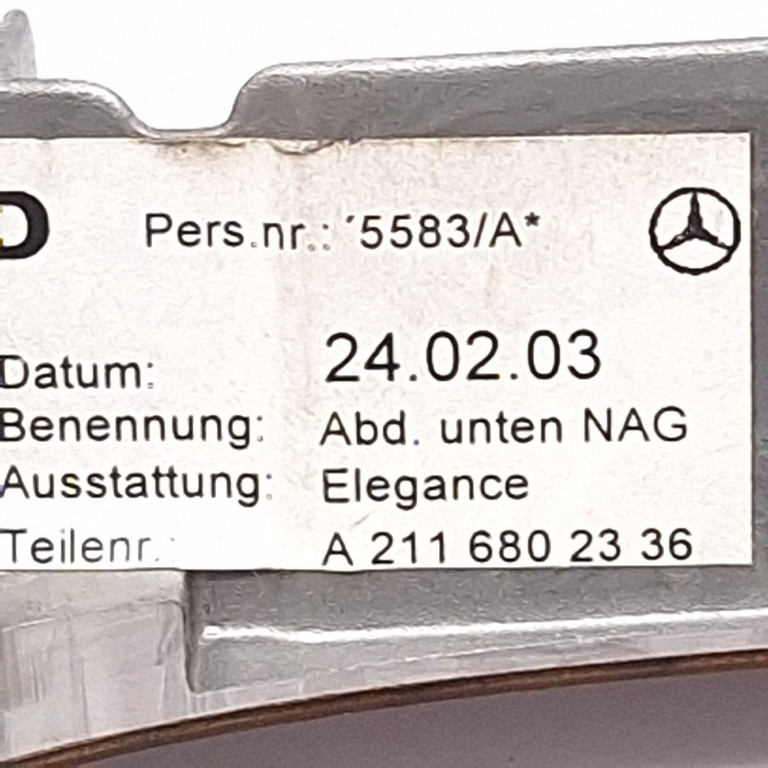 D
Pers.nr.: ´5583/A*
Datum: 24.02.03
Benennung: Abd. unten NAG
Ausstattung: Elegance
Teilenr.: A 211 680 23 36